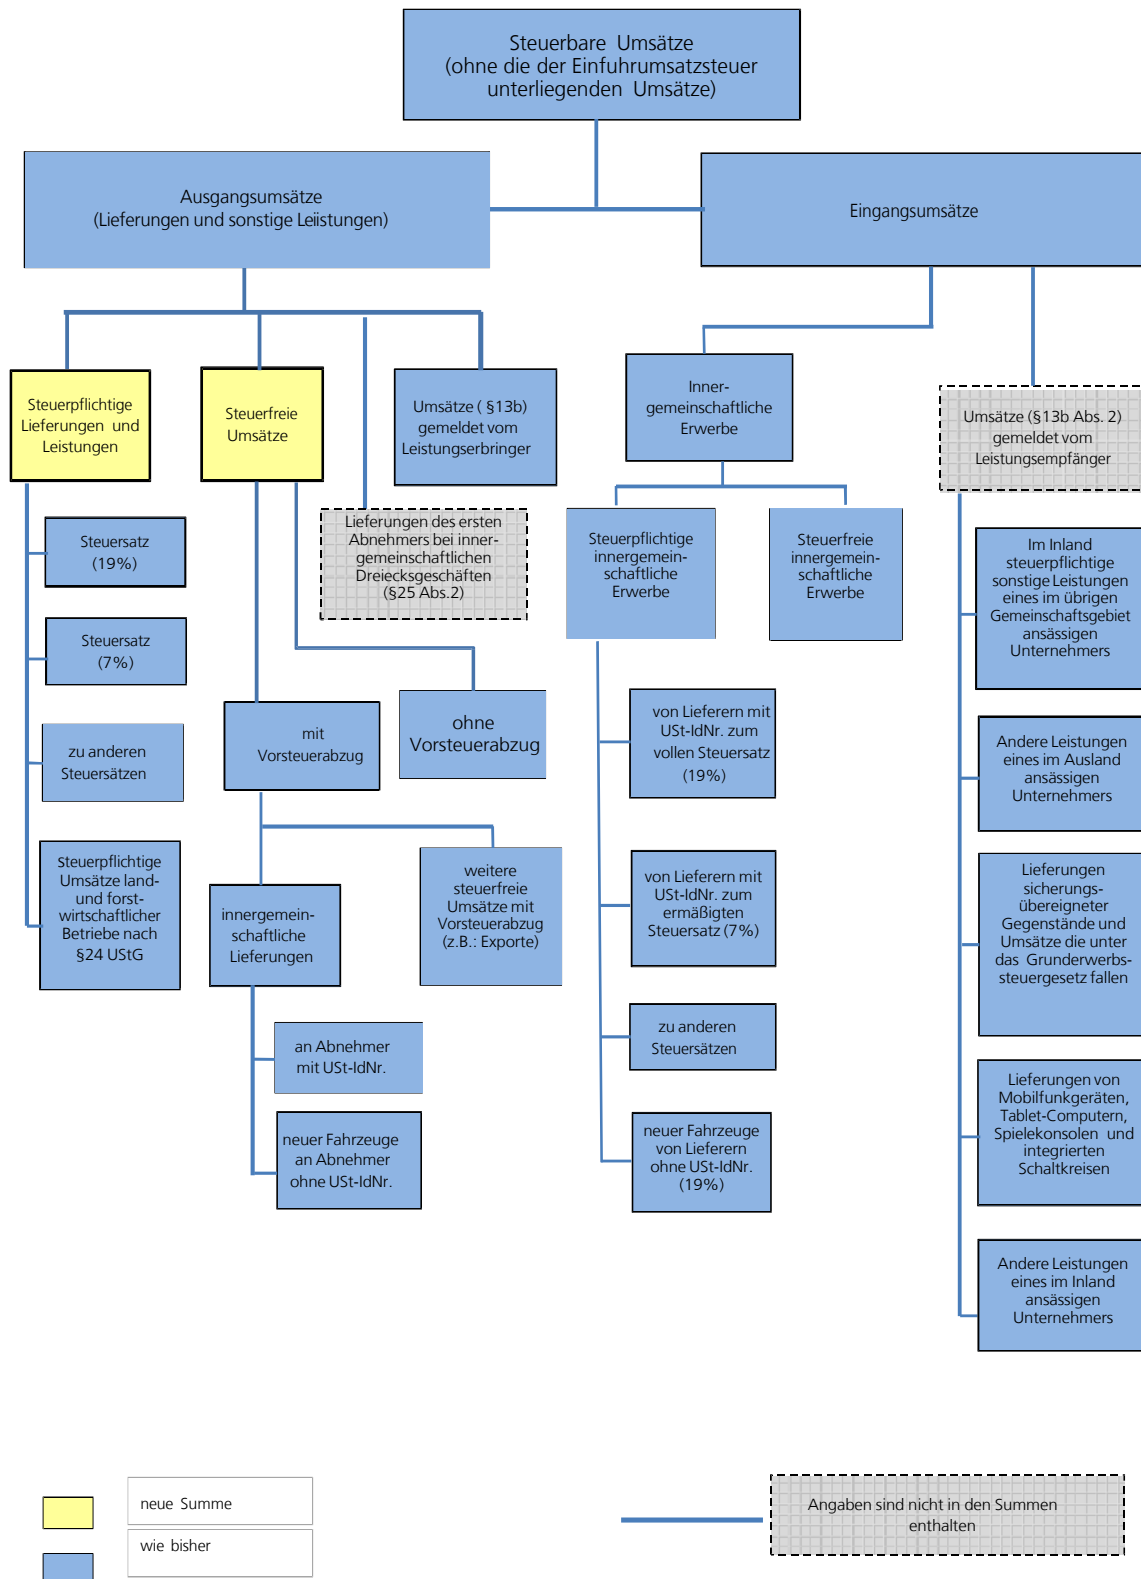 Steuerbare Umsätze
(ohne die der Einfuhrumsatzsteuer
unterliegenden Umsätze)
Ausgangsumsätze
(Lieferungen und sonstige Leiistungen)
Eingangsumsätze
Steuerpflichtige
Lieferungen und
Leistungen
Steuerfreie
Umsätze
Umsätze ( §13b)
gemeldet vom
Leistungserbringer
Inner-
gemeinschaftliche
Erwerbe
Umsätze (§13b Abs. 2)
gemeldet vom
Leistungsempfänger
Lieferungen des ersten
Abnehmers bei inner-
gemeinschaftlichen
Dreiecksgeschäften
(§25 Abs.2)
Steuerpflichtige
innergemein-
schaftliche
Erwerbe
Steuerfreie
innergemein-
schaftliche
Erwerbe
Steuersatz
(19%)
Steuersatz
(7%)
zu anderen
Steuersätzen
Steuerpflichtige
Umsätze land-
und forst-
wirtschaftlicher
Betriebe nach
§24 UStG
mit
Vorsteuerabzug
ohne
Vorsteuerabzug
innergemein-
schaftliche
Lieferungen
weitere
steuerfreie
Umsätze mit
Vorsteuerabzug
(z.B.: Exporte)
an Abnehmer
mit USt-IdNr.
neuer Fahrzeuge
an Abnehmer
ohne USt-IdNr.
von Lieferern mit
USt-IdNr. zum
vollen Steuersatz
(19%)
von Lieferern mit
USt-IdNr. zum
ermäßigten
Steuersatz (7%)
zu anderen
Steuersätzen
neuer Fahrzeuge
von Lieferern
ohne USt-IdNr.
(19%)
Im Inland
steuerpflichtige
sonstige Leistungen
eines im übrigen
Gemeinschaftsgebiet
ansässigen
Unternehmers
Andere Leistungen
eines im Ausland
ansässigen
Unternehmers
Lieferungen
sicherungs-
übereigneter
Gegenstände und
Umsätze die unter
das Grunderwerbs-
steuergesetz fallen
Lieferungen von
Mobilfunkgeräten,
Tablet-Computern,
Spielekonsolen und
integrierten
Schaltkreisen
Andere Leistungen
eines im Inland
ansässigen
Unternehmers
neue Summe
wie bisher
Angaben sind nicht in den Summen
enthalten